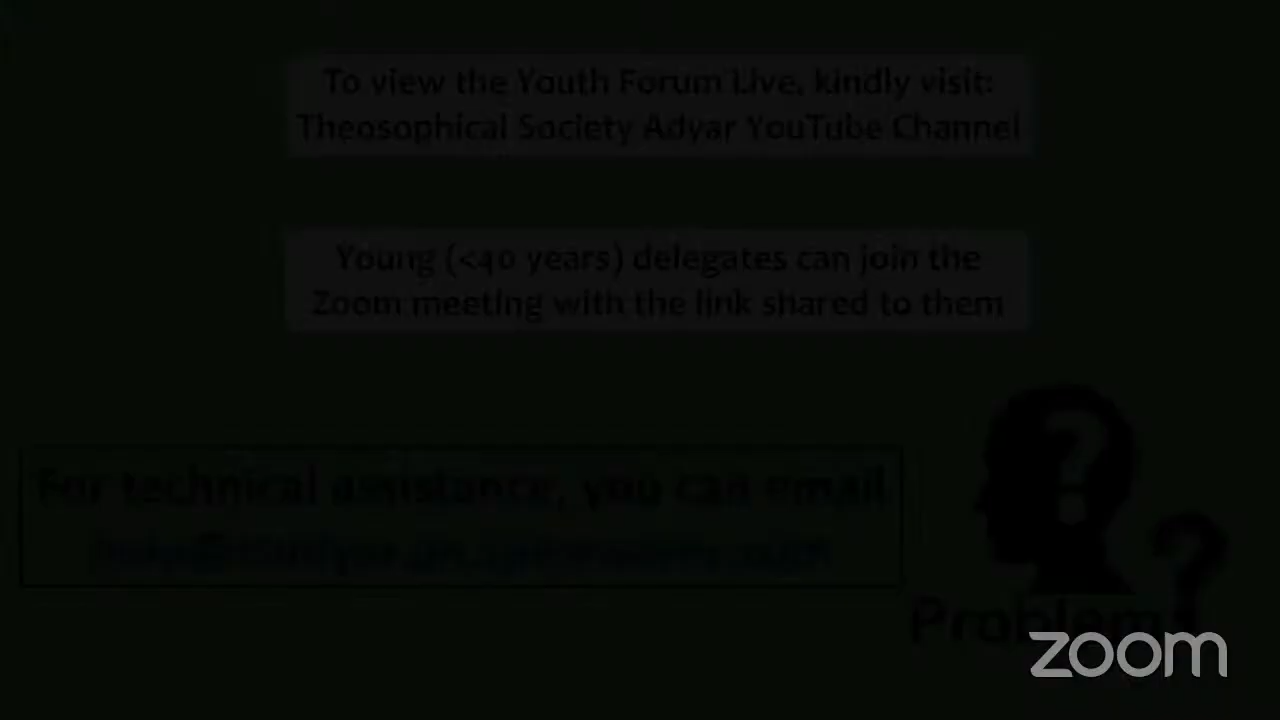 To view the Youth Forum Live, kindly visit:
Theosophical Society Adyar YouTube Channel
Young (<40 years) delegates can join the
Zoom meeting with the link shared to them
For technical assistance, you can email
Problem?
zoom